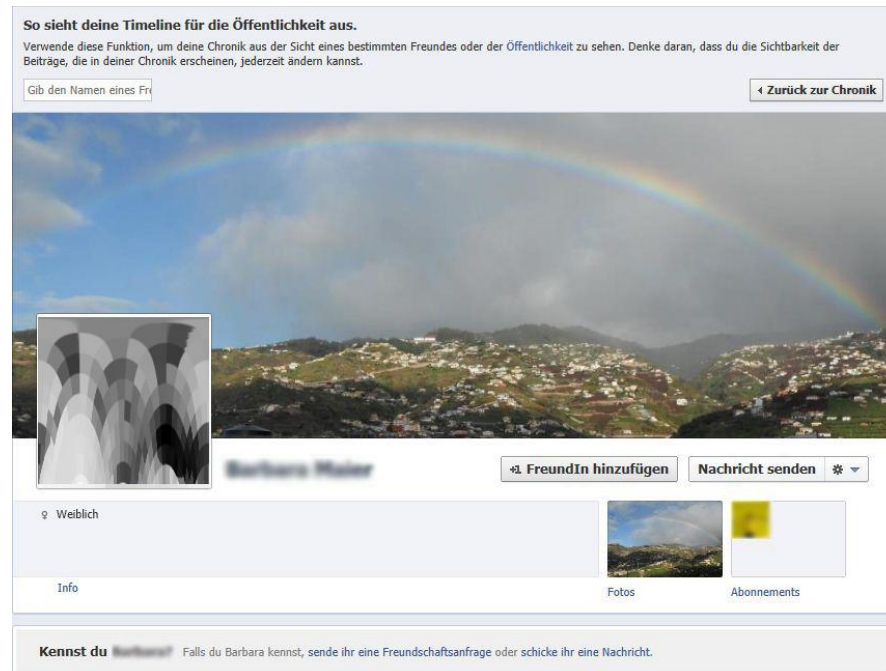 So sieht deine Timeline für die Öffentlichkeit aus.
Verwende diese Funktion, um deine Chronik aus der Sicht eines bestimmten Freundes oder der Öffentlichkeit zu sehen. Denke daran, dass du die Sichtbarkeit der
Beiträge, die in deiner Chronik erscheinen, jederzeit ändern kannst.
Gib den Namen eines Fre
Zurück zur Chronik
+1 FreundIn hinzufügen
Nachricht senden
♀ Weiblich
Info
Fotos
Abonnements
Kennst du
Falls du Barbara kennst, sende ihr eine Freundschaftsanfrage oder schicke ihr eine Nachricht.